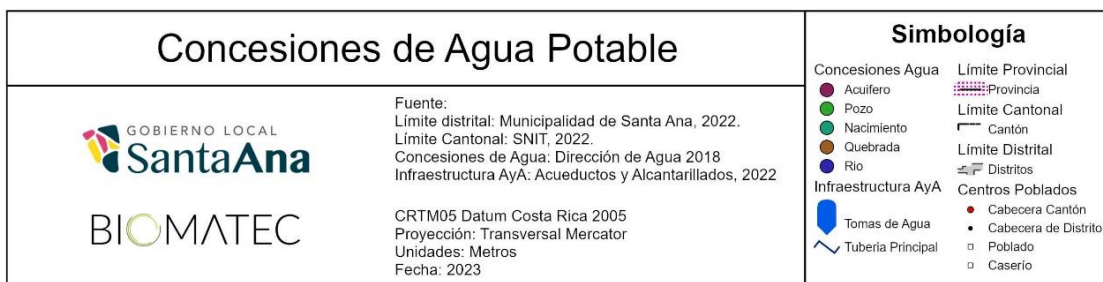 Concesiones de Agua Potable
GOBIERNO LOCAL
SantaAna
BIOMATEC
Fuente:
Límite distrital: Municipalidad de Santa Ana, 2022.
Límite Cantonal: SNIT, 2022.
Concesiones de Agua: Dirección de Agua 2018
Infraestructura AyA: Acueductos y Alcantarillados, 2022
CRTM05 Datum Costa Rica 2005
Proyección: Transversal Mercator
Unidades: Metros
Fecha: 2023
Simbología
Concesiones Agua
Acuifero
Pozo
Nacimiento
Quebrada
Rio
Infraestructura AyA
Tomas de Agua
Tuberia Principal
Límite Provincial
Provincia
Límite Cantonal
Cantón
Límite Distrital
Distritos
Centros Poblados
Cabecera Cantón
Cabecera de Distrito
Poblado
Caserío